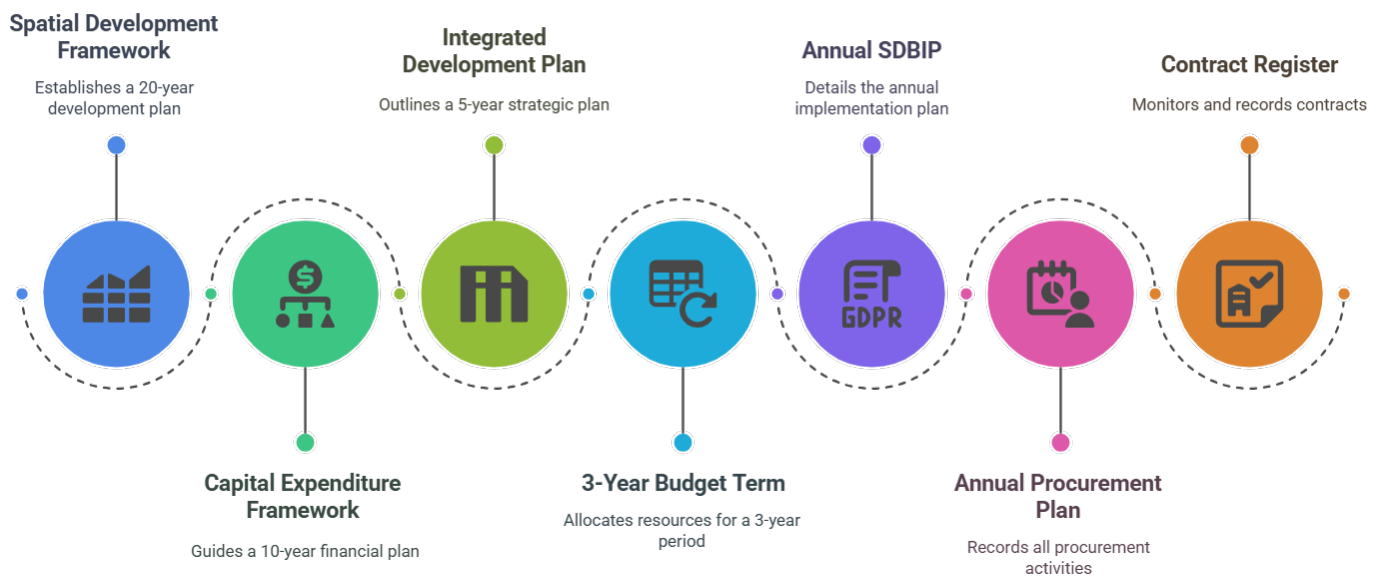 Spatial Development
Framework
Establishes a 20-year
development plan
Capital Expenditure
Framework
Guides a 10-year financial plan
Integrated
Development Plan
Outlines a 5-year strategic plan
3-Year Budget Term
Allocates resources for a 3-year
period
Annual SDBIP
Details the annual
implementation plan
GDPR
Annual Procurement
Plan
Records all procurement
activities
Contract Register
Monitors and records contracts